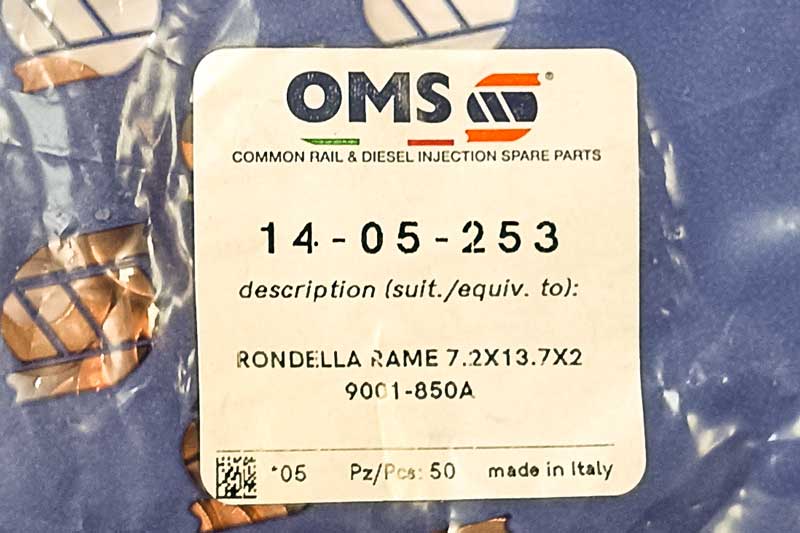 OMS®
COMMON RAIL & DIESEL INJECTION SPARE PARTS
14-05-253
description (suit./equiv. to):
RONDELLA RAME 7.2X13.7X2
9001-850A
*05 Pz/Pcs: 50 made in Italy